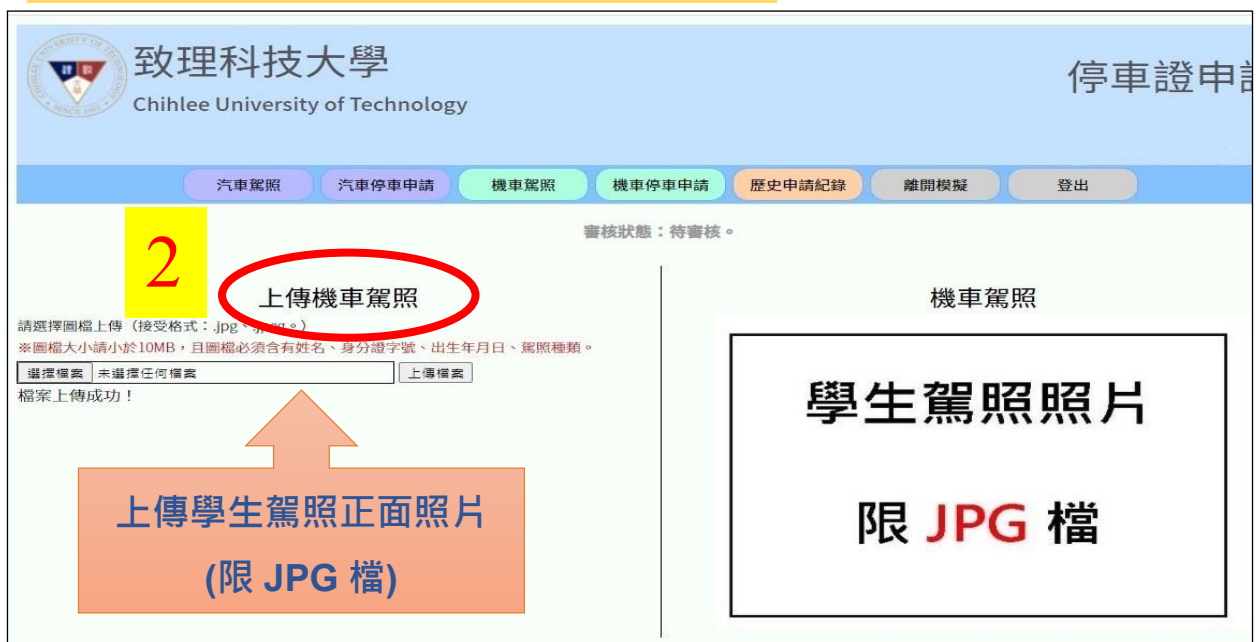 致理科技大學
Chihlee University of Technology
停車證申請
汽車駕照 汽車停車申請 機車駕照 機車停車申請 歷史申請紀錄 離開模擬 登出
審核狀態：待審核。
2
上傳機車駕照
請選擇圖檔上傳（接受格式：.jpg、.jpeg。）
※圖檔大小請小於10MB，且圖檔必須含有姓名、身分證字號、出生年月日、駕照種類。
選擇檔案 未選擇任何檔案 上傳檔案
檔案上傳成功！
上傳學生駕照正面照片
(限 JPG 檔)
機車駕照
學生駕照照片
限 JPG 檔